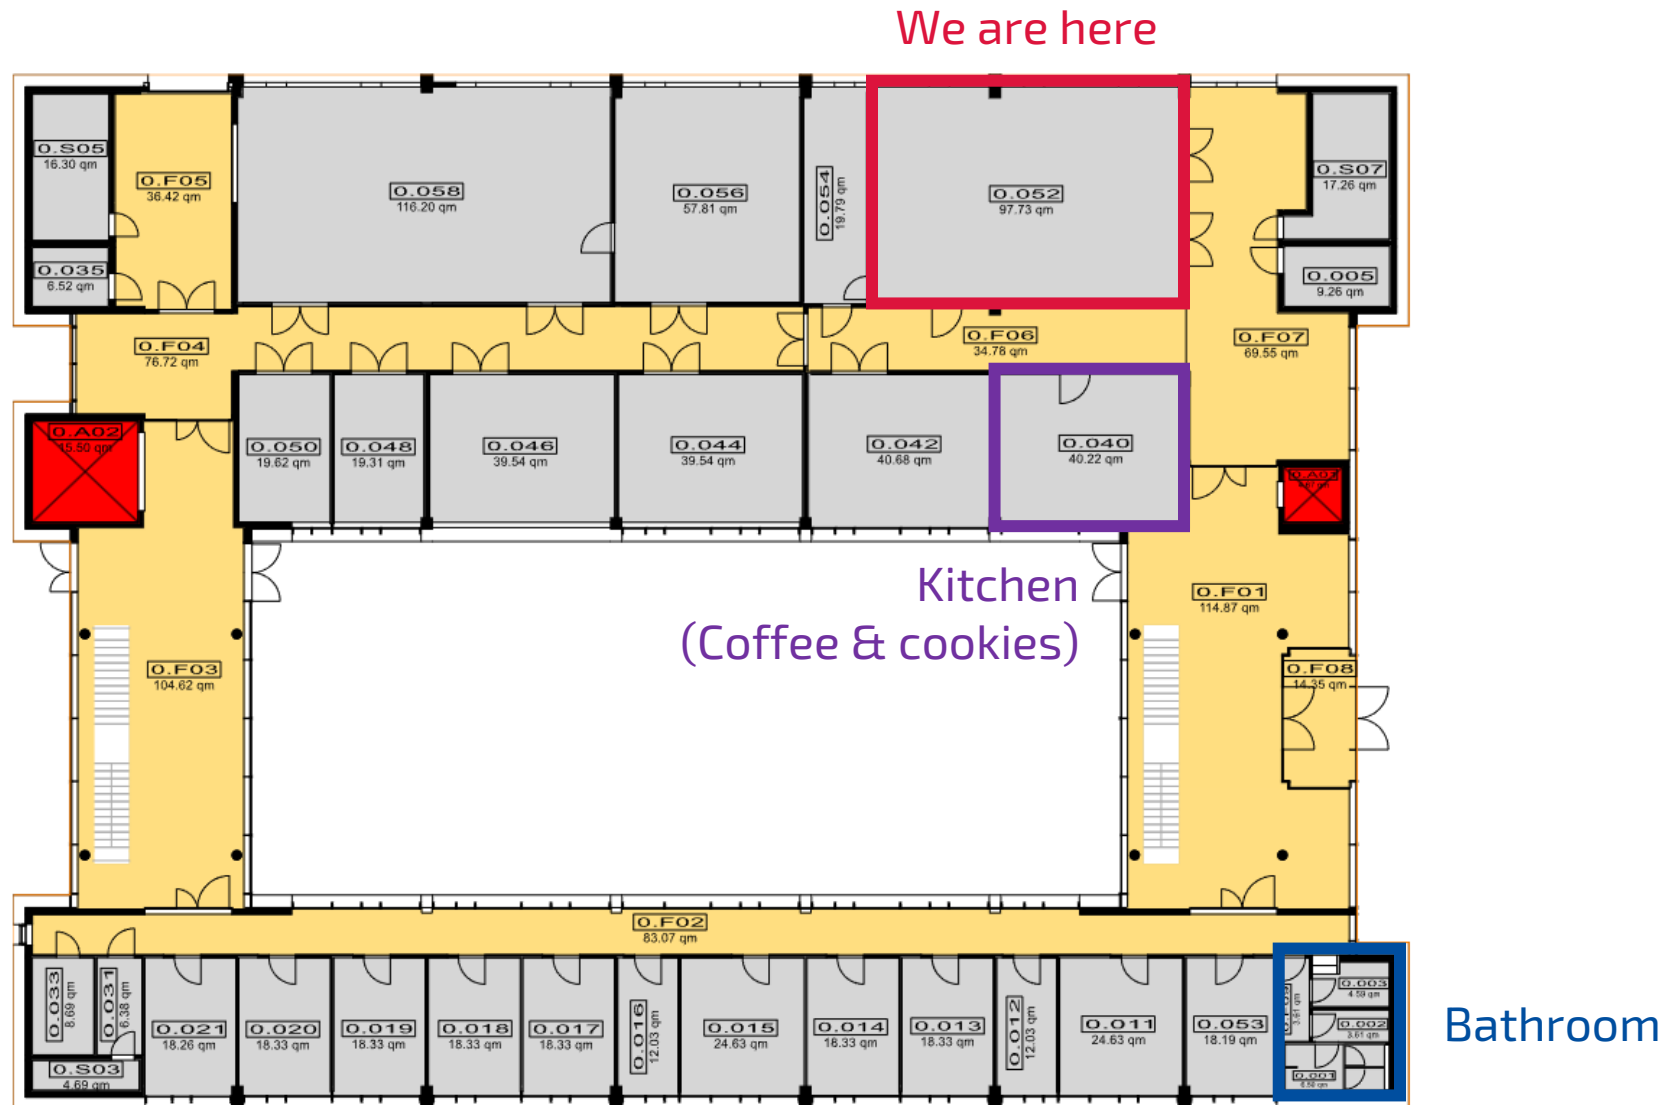 We are here
0.S05
16.30 qm
0.F05
36.42 qm
0.058
116.20 qm
0.056
57.81 qm
0.054
19.79 qm
0.052
97.73 qm
0.S07
17.26 qm
0.035
6.52 qm
0.005
9.26 qm
0.F04
76.72 qm
0.F06
34.78 qm
0.F07
69.55 qm
0.A02
15.50 qm
0.050
19.62 qm
0.048
19.31 qm
0.046
39.54 qm
0.044
39.54 qm
0.042
40.68 qm
0.040
40.22 qm
Kitchen
(Coffee & cookies)
0.F01
114.87 qm
0.F03
104.62 qm
0.F08
14.35 qm
0.F02
83.07 qm
0.033
8.69 qm
0.031
6.38 qm
0.021
18.26 qm
0.020
18.33 qm
0.019
18.33 qm
0.018
18.33 qm
0.017
18.33 qm
0.016
12.03 qm
0.015
24.63 qm
0.014
18.33 qm
0.013
18.33 qm
0.012
12.03 qm
0.011
24.63 qm
0.053
18.19 qm
3.61 qm
0.003
4.59 qm
0.002
3.61 qm
0.001
0.S03
4.69 qm
Bathroom